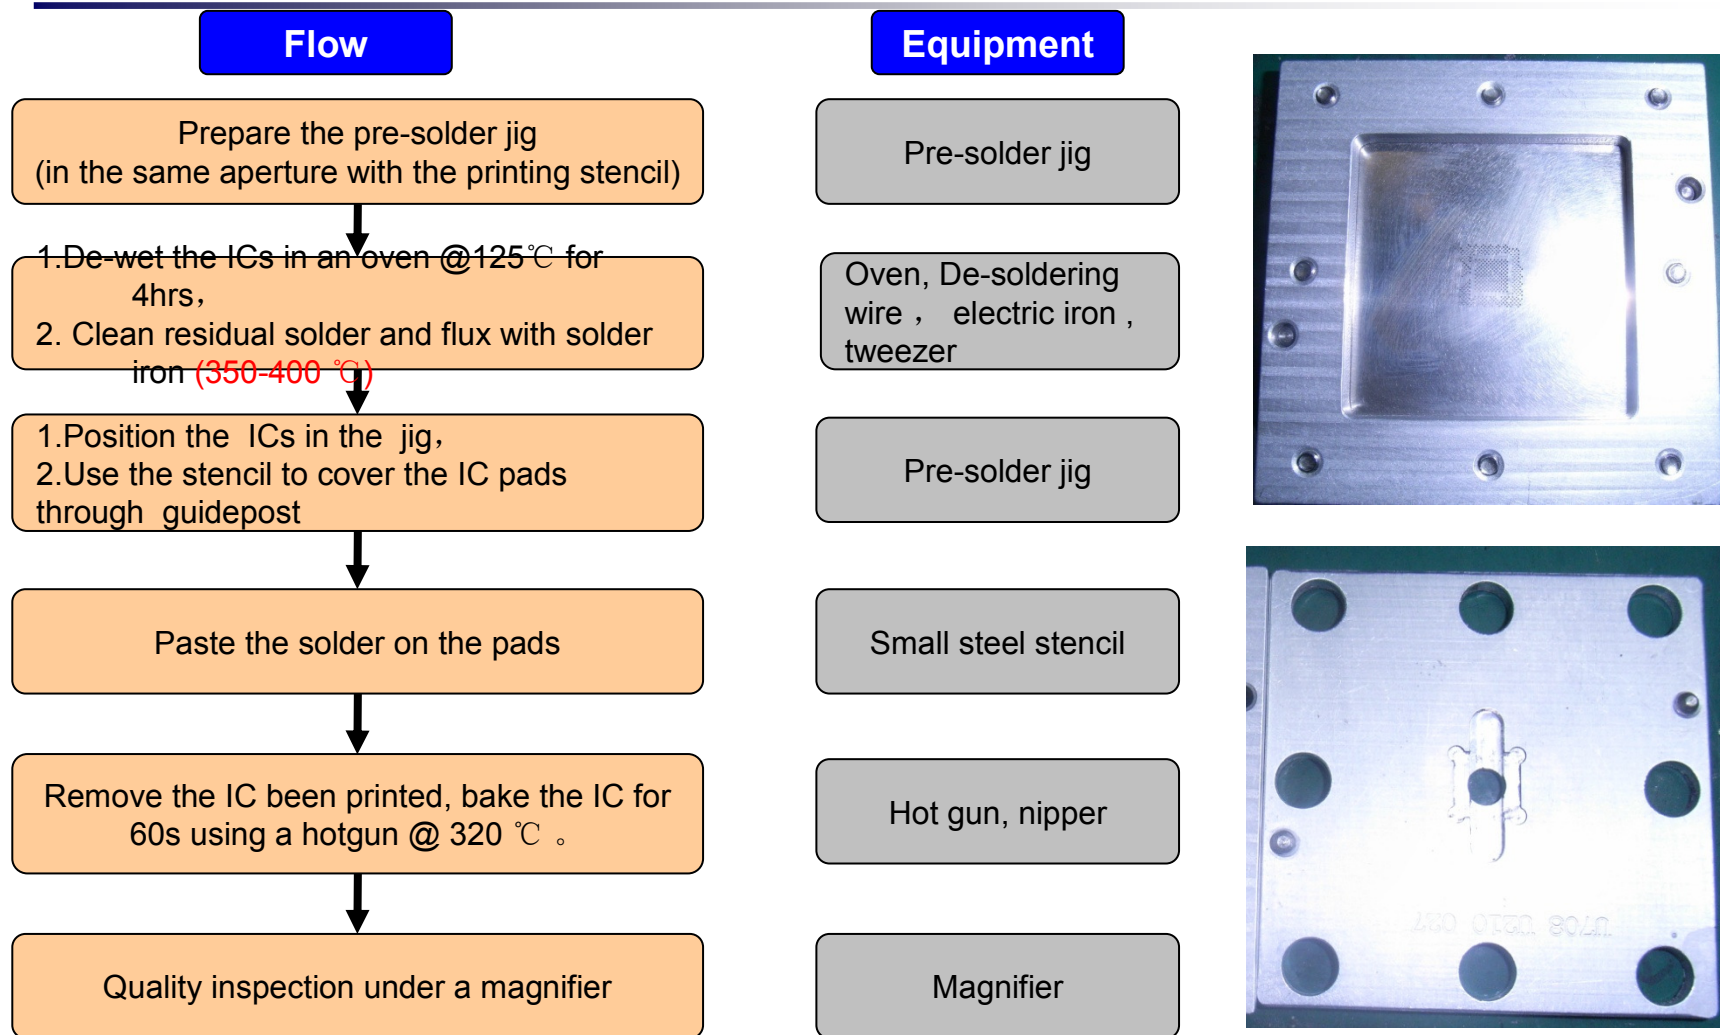 Flow
Equipment
Prepare the pre-solder jig
(in the same aperture with the printing stencil)
Pre-solder jig
1.De-wet the ICs in an oven @125℃ for
4hrs，
2. Clean residual solder and flux with solder
iron (350-400 ℃)
Oven, De-soldering
wire ， electric iron ,
tweezer
1.Position the ICs in the jig，
2.Use the stencil to cover the IC pads
through guidepost
Pre-solder jig
Paste the solder on the pads
Small steel stencil
Remove the IC been printed, bake the IC for
60s using a hotgun @ 320 ℃ 。
Hot gun, nipper
Quality inspection under a magnifier
Magnifier